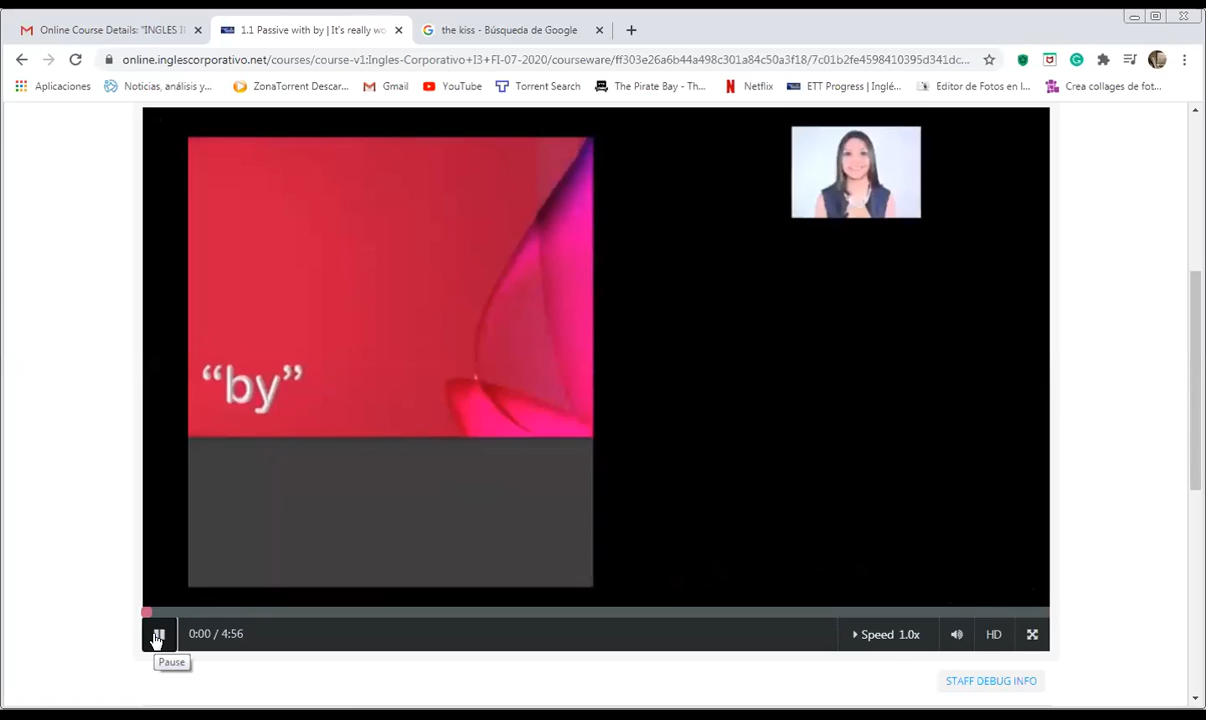 Online Course Details: "INGLES I
1.1 Passive with by | It's really wo
the kiss - Búsqueda de Google
online.inglescorporativo.net/courses/course-v1:Ingles-Corporativo+I3+FI-07-2020/courseware/ff303e26a6b44a498c301a84c50a3f18/7c01b2fe4598410395d341dc...
Aplicaciones
Noticias, análisis y...
ZonaTorrent Descar...
Gmail
YouTube
Torrent Search
The Pirate Bay - Th...
Netflix
ETT Progress | Inglé...
Editor de Fotos en l...
Crea collages de fot...
“by”
0:00 / 4:56
Speed 1.0x
HD
Pause
STAFF DEBUG INFO